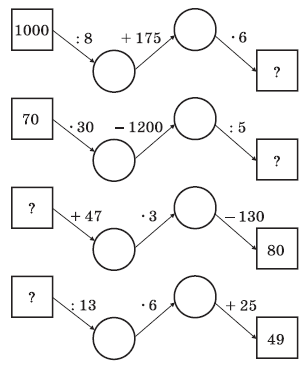 1000 : 8 + 175 · 6 ?
70 · 30 − 1200 : 5 ?
? + 47 · 3 − 130 80
? : 13 · 6 + 25 49